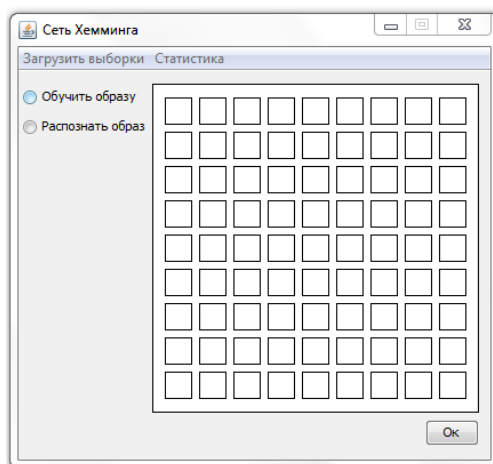 Сеть Хемминга
Загрузить выборки Статистика
Обучить образу
Распознать образ
Ок